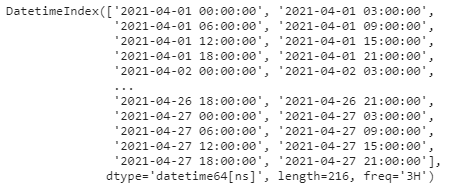 DatetimeIndex(['2021-04-01 00:00:00', '2021-04-01 03:00:00',
'2021-04-01 06:00:00', '2021-04-01 09:00:00',
'2021-04-01 12:00:00', '2021-04-01 15:00:00',
'2021-04-01 18:00:00', '2021-04-01 21:00:00',
'2021-04-02 00:00:00', '2021-04-02 03:00:00',
...
'2021-04-26 18:00:00', '2021-04-26 21:00:00',
'2021-04-27 00:00:00', '2021-04-27 03:00:00',
'2021-04-27 06:00:00', '2021-04-27 09:00:00',
'2021-04-27 12:00:00', '2021-04-27 15:00:00',
'2021-04-27 18:00:00', '2021-04-27 21:00:00'],
dtype='datetime64[ns]', length=216, freq='3H')